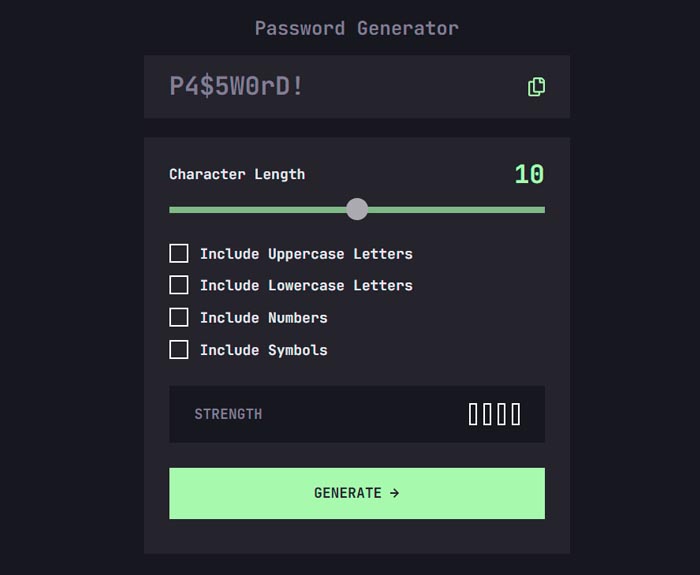 Password Generator
P4$5W0rD!
Character Length
10
Include Uppercase Letters
Include Lowercase Letters
Include Numbers
Include Symbols
STRENGTH
GENERATE →